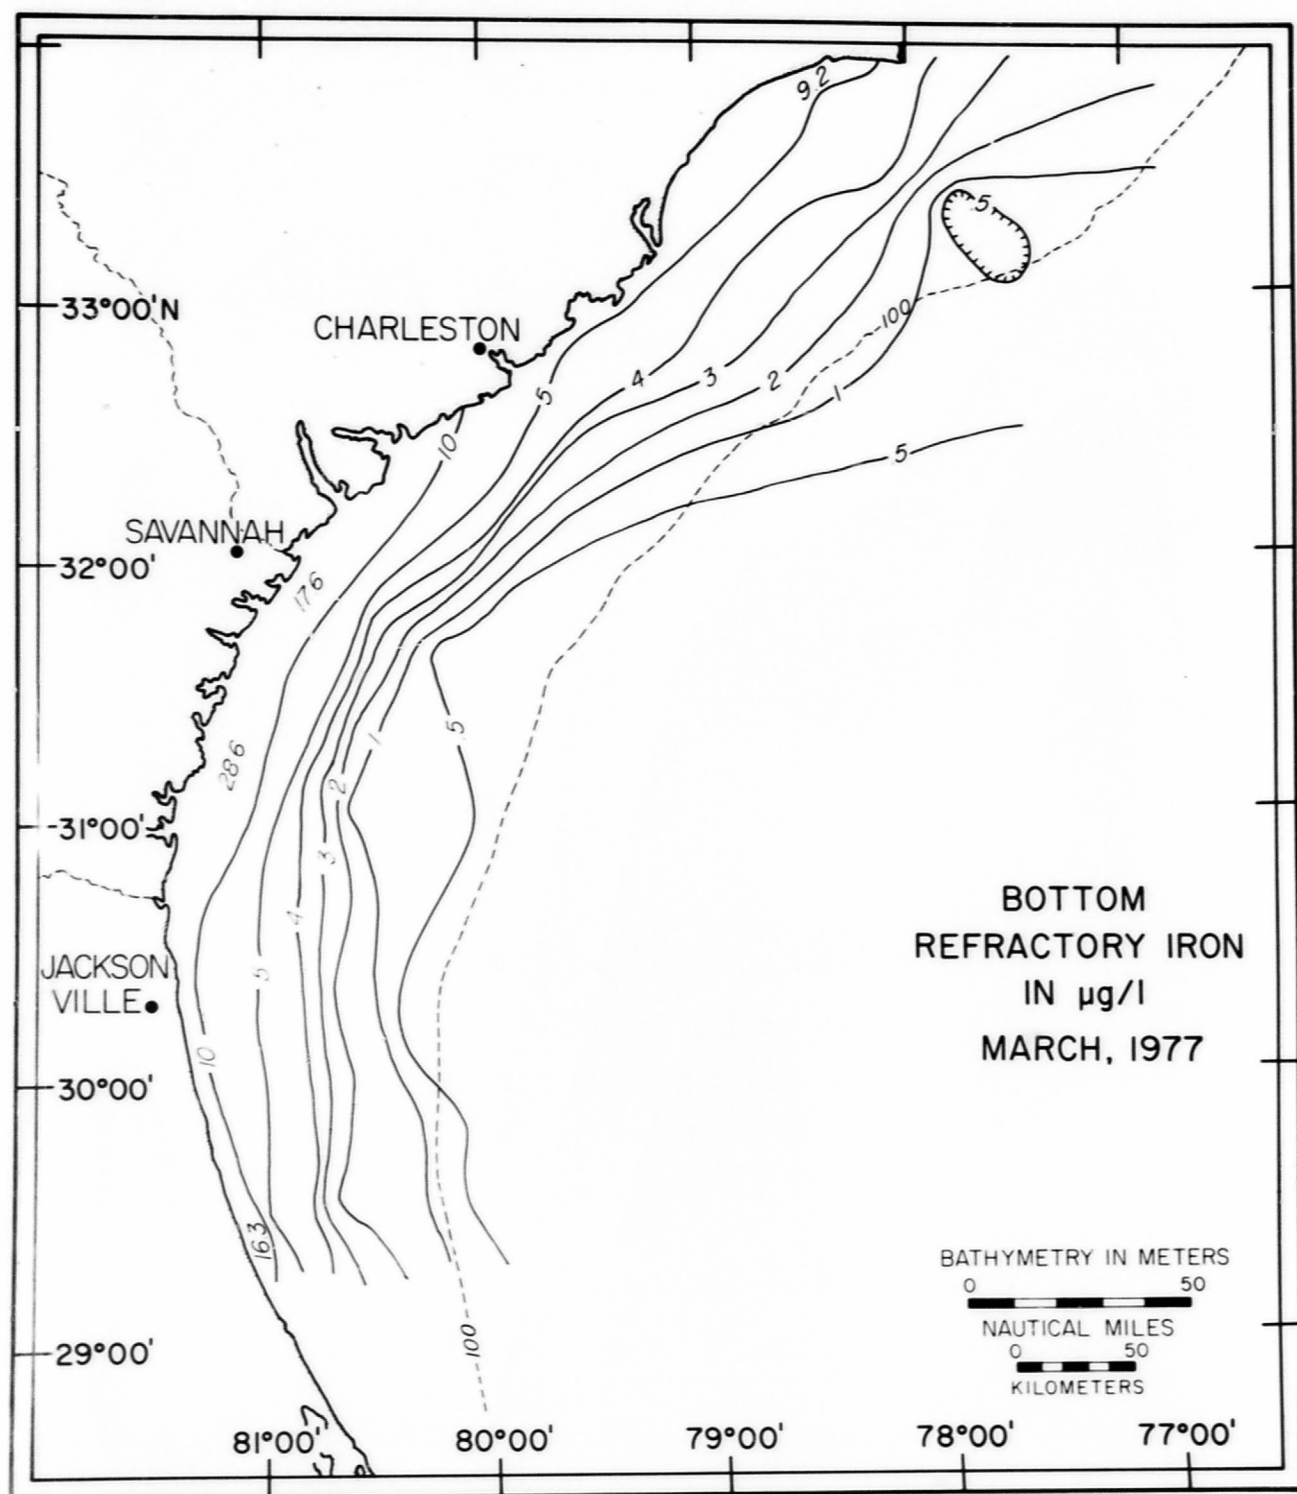 9.2
.5
33°00'N
CHARLESTON
100
4
3
2
1
5
10
.5
SAVANNAH
32°00'
176
.5
1
286
2
31°00'
3
4
5
BOTTOM
REFRACTORY IRON
IN µg/l
MARCH, 1977
JACKSON
VILLE
10
30°00'
163
BATHYMETRY IN METERS
0 50
NAUTICAL MILES
0 50
KILOMETERS
100
29°00'
81°00' 80°00' 79°00' 78°00' 77°00'